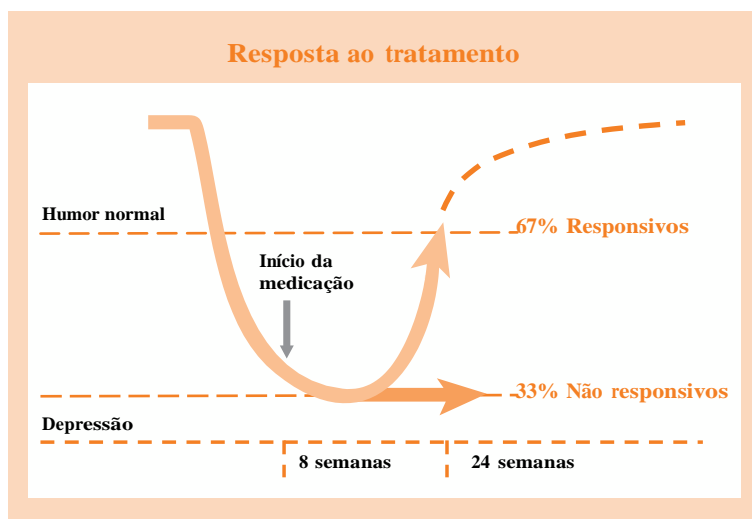 Resposta ao tratamento
Humor normal
67% Responsivos
Início da
medicação
33% Não responsivos
Depressão
8 semanas
24 semanas